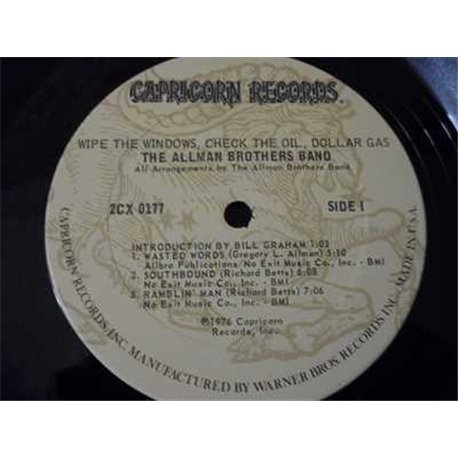 CAPRICORN RECORDS.
WIPE THE WINDOWS, CHECK THE OIL, DOLLAR GAS
THE ALLMAN BROTHERS BAND
All Arrangements by The Allman Brothers Band
2CX 0177
SIDE 1
INTRODUCTION BY BILL GRAHAM 1:03
1. WASTED WORDS (Gregory L. Allman) 5:10
Allbro Publications/No Exit Music Co., Inc. - BMI
2. SOUTHBOUND (Richard Betts) 6:08
No Exit Music Co., Inc. - BMI
3. RAMBLIN' MAN (Richard Betts) 7:06
No Exit Music Co., Inc. - BMI
℗1976 Capricorn
Records, Inc.
CAPRICORN RECORDS, INC. MANUFACTURED BY WARNER BROS. RECORDS INC. MADE IN U.S.A.